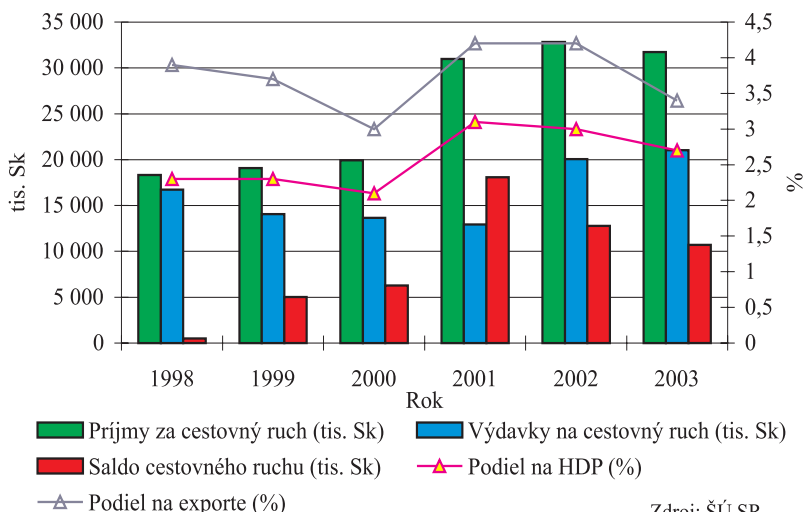 35 000
30 000
25 000
20 000
15 000
10 000
5 000
0
tis. Sk
4,5
4
3,5
3
2,5
2
1,5
1
0,5
0
%
1998 1999 2000 2001 2002 2003
Rok
Príjmy za cestovný ruch (tis. Sk) Výdavky na cestovný ruch (tis. Sk)
Saldo cestovného ruchu (tis. Sk) Podiel na HDP (%)
Podiel na exporte (%)
Zdroj: ŠÚ SR